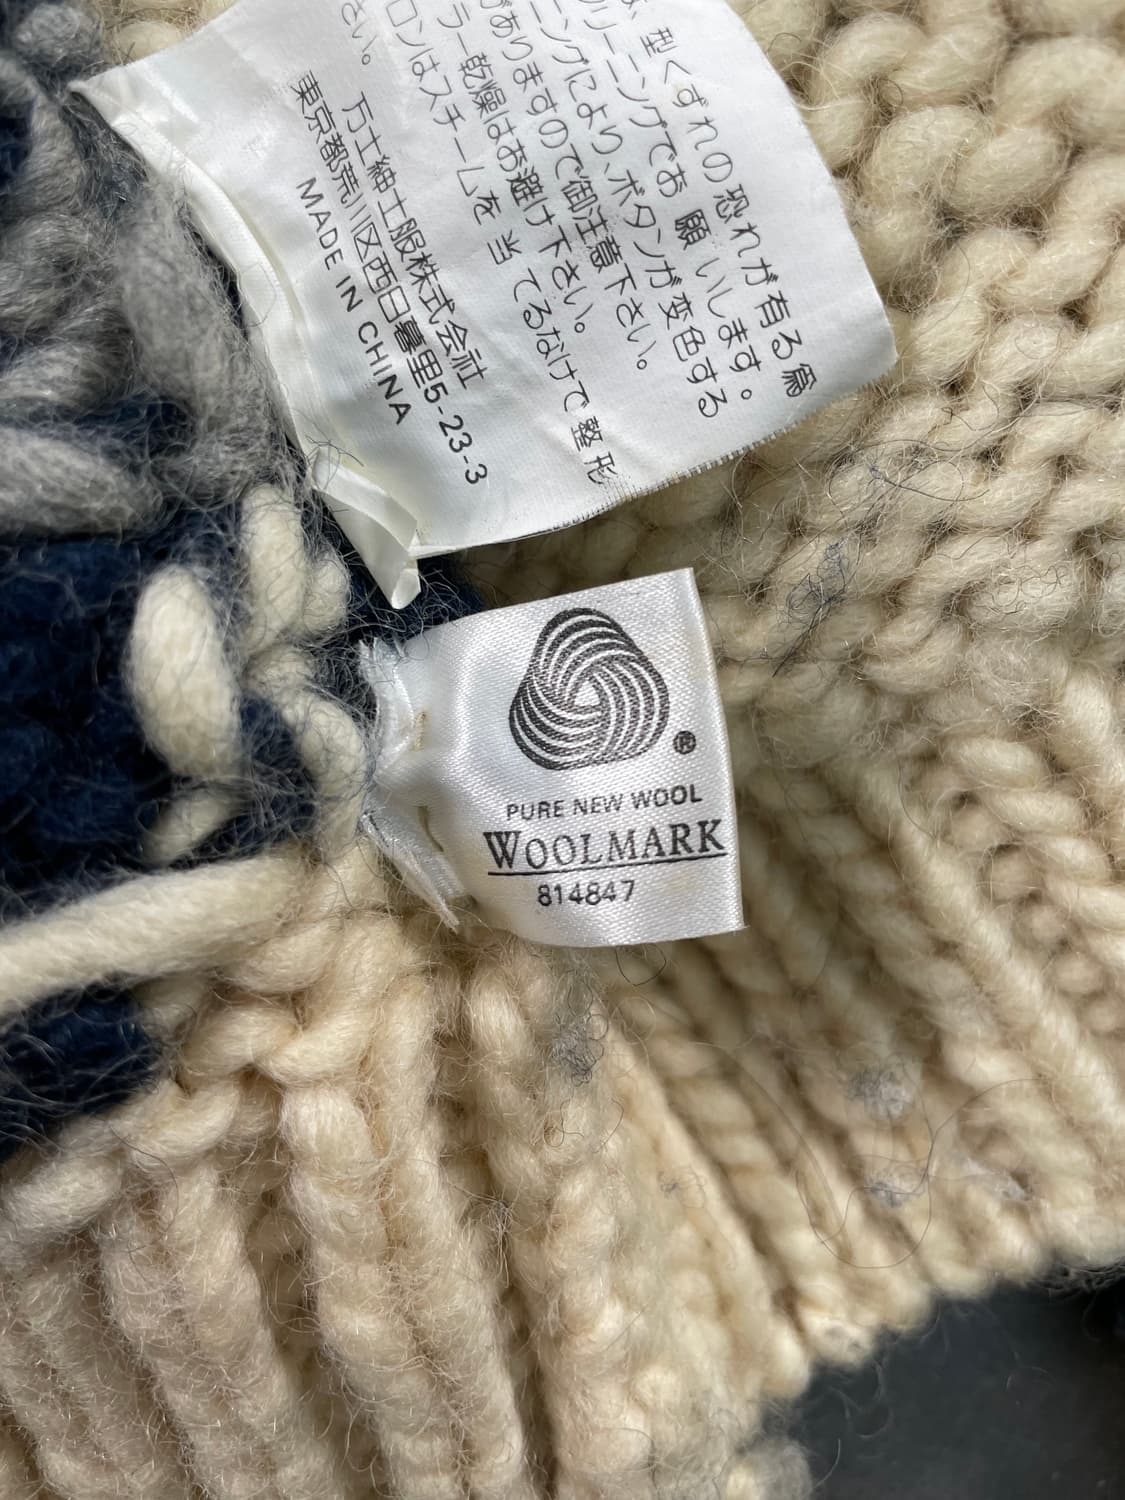 、型くずれの恐れが有る為
リーニングでお願いします。
ニングにより、ボタンが変色する
がありますので御注意下さい。
ラー乾燥はお避け下さい。
ロンはスチームを当てるなけで整形
さい。
万士紳士服株式会社
東京都荒川区西日暮里5-23-3
MADE IN CHINA
®
PURE NEW WOOL
WOOLMARK
814847